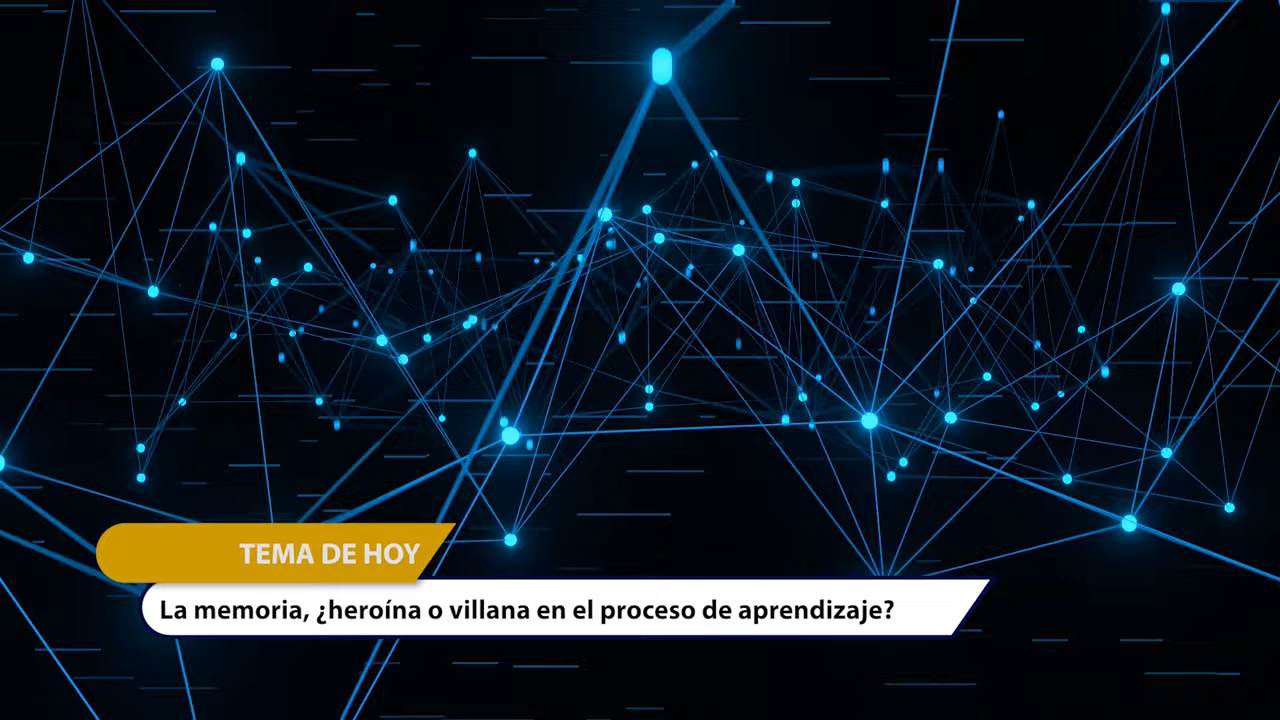 TEMA DE HOY
La memoria, ¿heroína o villana en el proceso de aprendizaje?